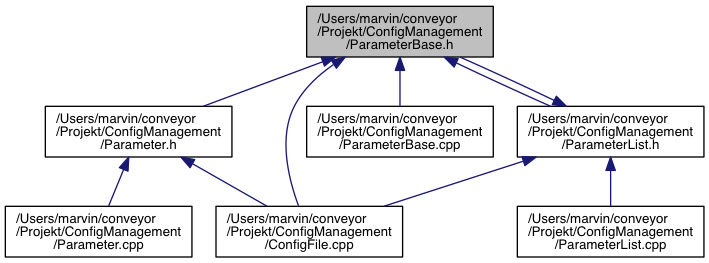 /Users/marvin/conveyor
/Projekt/ConfigManagement
/ParameterBase.h
/Users/marvin/conveyor
/Projekt/ConfigManagement
/Parameter.h
/Users/marvin/conveyor
/Projekt/ConfigManagement
/ParameterBase.cpp
/Users/marvin/conveyor
/Projekt/ConfigManagement
/ParameterList.h
/Users/marvin/conveyor
/Projekt/ConfigManagement
/Parameter.cpp
/Users/marvin/conveyor
/Projekt/ConfigManagement
/ConfigFile.cpp
/Users/marvin/conveyor
/Projekt/ConfigManagement
/ParameterList.cpp